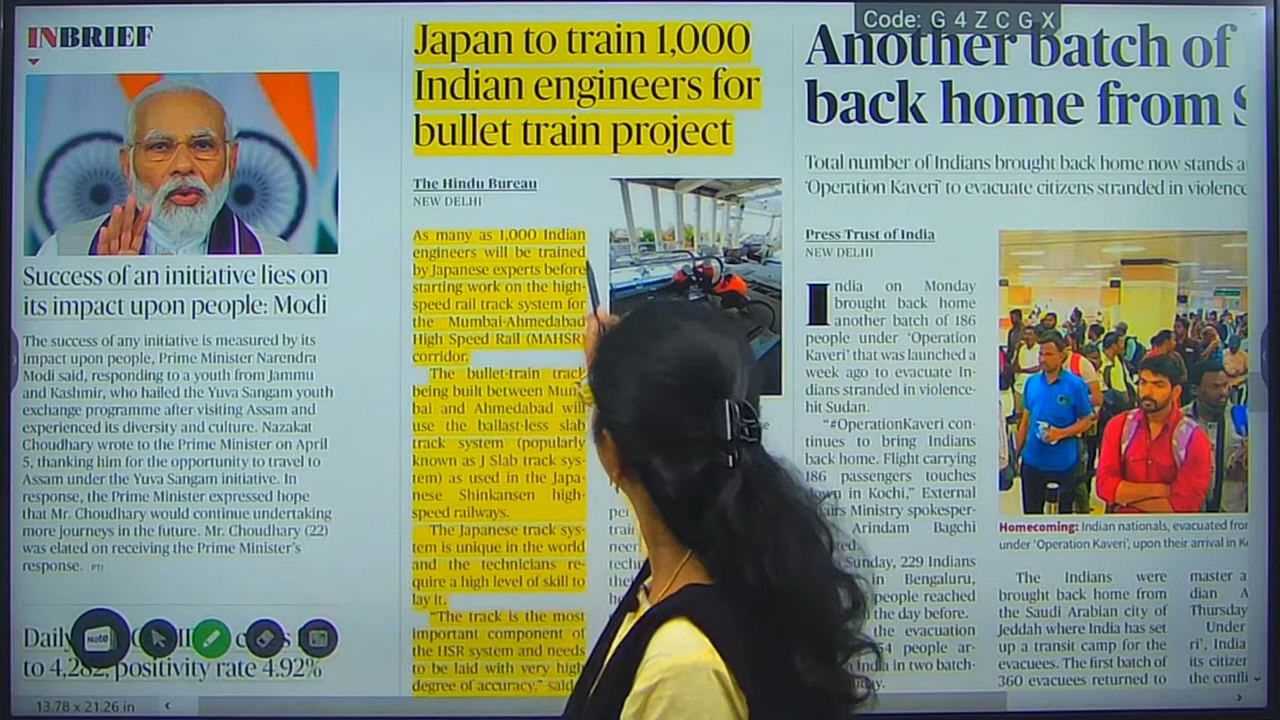 Code: G 4 Z C G X
INBRIEF
Success of an initiative lies on
its impact upon people: Modi
The success of any initiative is measured by its
impact upon people, Prime Minister Narendra
Modi said, responding to a youth from Jammu
and Kashmir, who hailed the Yuva Sangam youth
exchange programme after visiting Assam and
experienced its diversity and culture. Nazakat
Choudhary wrote to the Prime Minister on April
5, thanking him for the opportunity to travel to
Assam under the Yuva Sangam initiative. In
response, the Prime Minister expressed hope
that Mr. Choudhary would continue undertaking
more journeys in the future. Mr. Choudhary (22)
was elated on receiving the Prime Minister's
response. PTI
Daily
to 4,282, positivity rate 4.92%
Note
13.78 x 21.26 in
Japan to train 1,000
Indian engineers for
bullet train project
The Hindu Bureau
NEW DELHI
As many as 1,000 Indian
engineers will be trained
by Japanese experts before
starting work on the high-
speed rail track system for
the Mumbai-Ahmedabad
High Speed Rail (MAHSR)
corridor.
The bullet-train track
being built between Mum-
bai and Ahmedabad will
use the ballast-less slab
track system (popularly
known as J Slab track sys-
tem) as used in the Japa-
nese Shinkansen high-
speed railways.
The Japanese track sys-
tem is unique in the world
and the technicians re-
quire a high level of skill to
lay it.
"The track is the most
important component of
the HSR system and needs
to be laid with very high
degree of accuracy," said
Another batch of
back home from
Total number of Indians brought back home now stands a
'Operation Kaveri' to evacuate citizens stranded in violence
Press Trust of India
NEW DELHI
India on Monday
brought back home
another batch of 186
people under 'Operation
Kaveri' that was launched a
week ago to evacuate In-
dians stranded in violence-
hit Sudan.
"#OperationKaveri con-
tinues to bring Indians
back home. Flight carrying
186 passengers touches
down in Kochi," External
Ministry spokesper-
Arindam Bagchi
Sunday, 229 Indians
in Bengaluru,
people reached
the day before.
the evacuation
people ar-
India in two batch-
Homecoming: Indian nationals, evacuated from
under 'Operation Kaveri', upon their arrival in K
The Indians were
brought back home from
the Saudi Arabian city of
Jeddah where India has set
up a transit camp for the
evacuees. The first batch of
360 evacuees returned to
master a
dian A
Thursday
Under
ri', India
its citizer
the confli